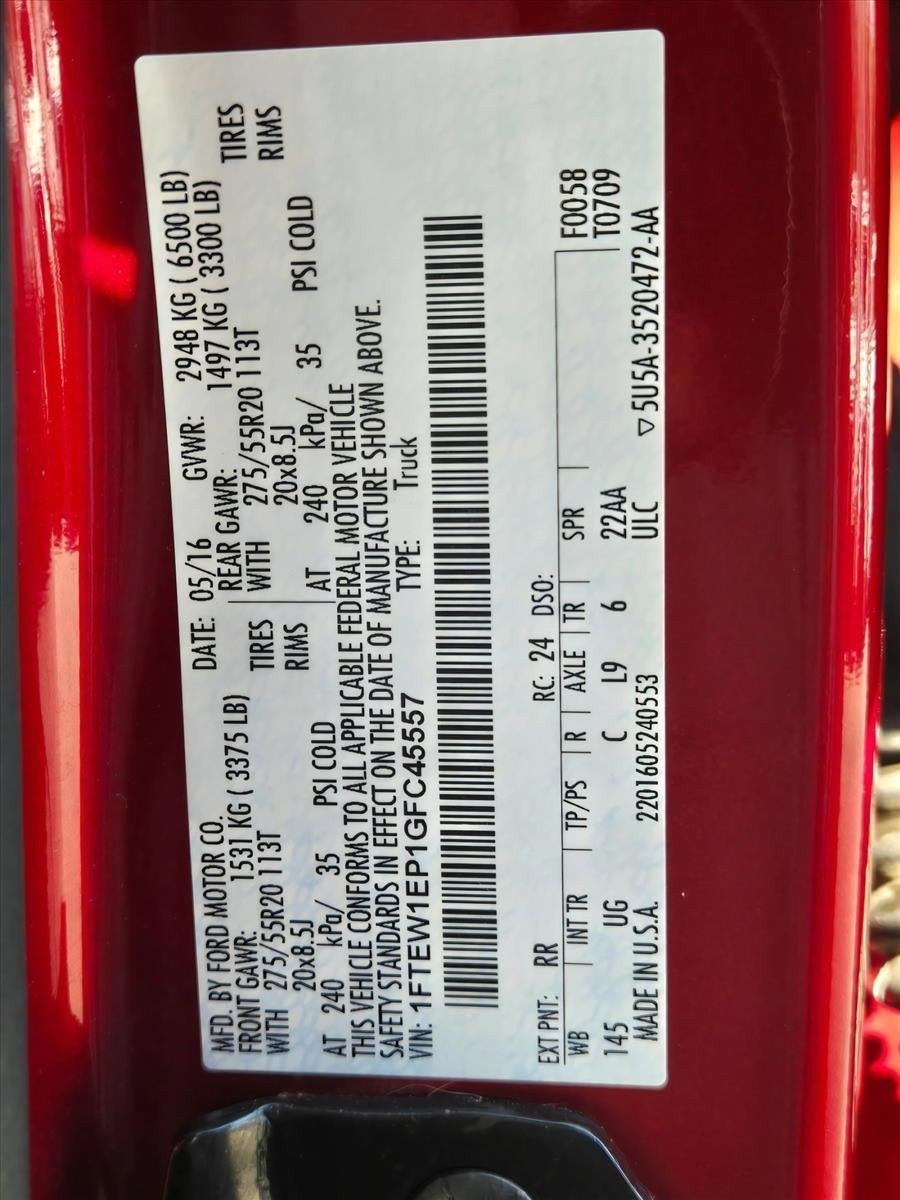 MFD. BY FORD MOTOR CO. DATE: 05/16 GVWR: 2948 KG ( 6500 LB)
FRONT GAWR: 1531 KG ( 3375 LB) REAR GAWR: 1497 KG ( 3300 LB)
WITH 275/55R20 113T TIRES WITH 275/55R20 113T TIRES
20x8.5J RIMS 20x8.5J RIMS
AT 240 kPa/ 35 PSI COLD AT 240 kPa/ 35 PSI COLD
THIS VEHICLE CONFORMS TO ALL APPLICABLE FEDERAL MOTOR VEHICLE
SAFETY STANDARDS IN EFFECT ON THE DATE OF MANUFACTURE SHOWN ABOVE.
VIN: 1FTEW1EP1GFC45557 TYPE: Truck
EXT PNT: RR RC: 24 DSO: F0058
WB INT TR TP/PS R AXLE TR SPR T0709
145 UG C L9 6 22AA
MADE IN U.S.A. 2201605240553 ULC ▽ 5U5A-3520472-AA